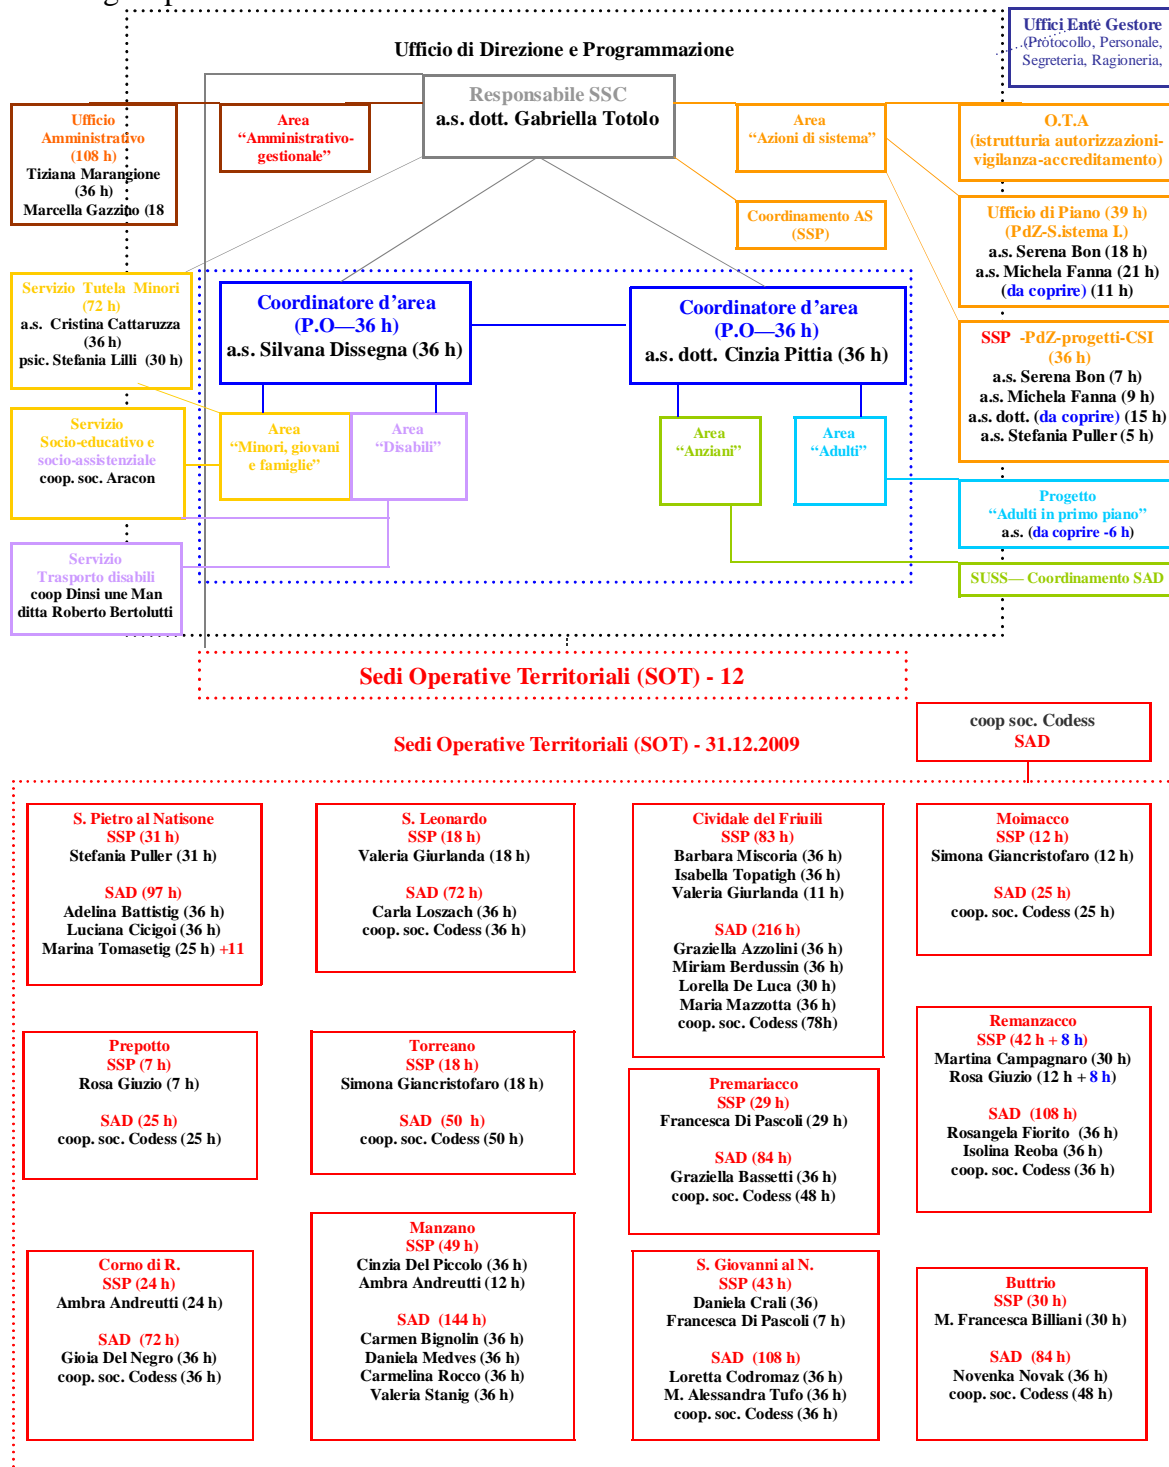 Uffici Ente Gestore
(Protocollo, Personale,
Segreteria, Ragioneria,
Ufficio di Direzione e Programmazione
Responsabile SSC
a.s. dott. Gabriella Totolo
Ufficio
Amministrativo
(108 h)
Tiziana Marangione
(36 h)
Marcella Gazzino (18
Area
“Amministrativo-
gestionale”
Area
“Azioni di sistema”
O.T.A
(istrutturia autorizzazioni-
vigilanza-accreditamento)
Coordinamento AS
(SSP)
Ufficio di Piano (39 h)
(PdZ-S.istema I.)
a.s. Serena Bon (18 h)
a.s. Michela Fanna (21 h)
(da coprire) (11 h)
Servizio Tutela Minori
(72 h)
a.s. Cristina Cattaruzza
(36 h)
psic. Stefania Lilli (30 h)
Coordinatore d’area
(P.O—36 h)
a.s. Silvana Dissegna (36 h)
Coordinatore d’area
(P.O—36 h)
a.s. dott. Cinzia Pittia (36 h)
SSP -PdZ-progetti-CSI
(36 h)
a.s. Serena Bon (7 h)
a.s. Michela Fanna (9 h)
a.s. dott. (da coprire) (15 h)
a.s. Stefania Puller (5 h)
Servizio
Socio-educativo e
socio-assistenziale
coop. soc. Aracon
Area
“Minori, giovani
e famiglie”
Area
“Disabili”
Area
“Anziani”
Area
“Adulti”
Progetto
“Adulti in primo piano”
a.s. (da coprire -6 h)
Servizio
Trasporto disabili
coop Dinsi une Man
ditta Roberto Bertolutti
SUSS— Coordinamento SAD
Sedi Operative Territoriali (SOT) - 12
Sedi Operative Territoriali (SOT) - 31.12.2009
coop soc. Codess
SAD
S. Pietro al Natisone
SSP (31 h)
Stefania Puller (31 h)
SAD (97 h)
Adelina Battistig (36 h)
Luciana Cicigoi (36 h)
Marina Tomasetig (25 h) +11
S. Leonardo
SSP (18 h)
Valeria Giurlanda (18 h)
SAD (72 h)
Carla Loszach (36 h)
coop. soc. Codess (36 h)
Cividale del Friuili
SSP (83 h)
Barbara Miscoria (36 h)
Isabella Topatigh (36 h)
Valeria Giurlanda (11 h)
SAD (216 h)
Graziella Azzolini (36 h)
Miriam Berdussin (36 h)
Lorella De Luca (30 h)
Maria Mazzotta (36 h)
coop. soc. Codess (78h)
Moimacco
SSP (12 h)
Simona Giancristofaro (12 h)
SAD (25 h)
coop. soc. Codess (25 h)
Prepotto
SSP (7 h)
Rosa Giuzio (7 h)
SAD (25 h)
coop. soc. Codess (25 h)
Torreano
SSP (18 h)
Simona Giancristofaro (18 h)
SAD (50 h)
coop. soc. Codess (50 h)
Premariacco
SSP (29 h)
Francesca Di Pascoli (29 h)
SAD (84 h)
Graziella Bassetti (36 h)
coop. soc. Codess (48 h)
Remanzacco
SSP (42 h + 8 h)
Martina Campagnaro (30 h)
Rosa Giuzio (12 h + 8 h)
SAD (108 h)
Rosangela Fiorito (36 h)
Isolina Reoba (36 h)
coop. soc. Codess (36 h)
Corno di R.
SSP (24 h)
Ambra Andreutti (24 h)
SAD (72 h)
Gioia Del Negro (36 h)
coop. soc. Codess (36 h)
Manzano
SSP (49 h)
Cinzia Del Piccolo (36 h)
Ambra Andreutti (12 h)
SAD (144 h)
Carmen Bignolin (36 h)
Daniela Medves (36 h)
Carmelina Rocco (36 h)
Valeria Stanig (36 h)
S. Giovanni al N.
SSP (43 h)
Daniela Crali (36)
Francesca Di Pascoli (7 h)
SAD (108 h)
Loretta Codromaz (36 h)
M. Alessandra Tufo (36 h)
coop. soc. Codess (36 h)
Buttrio
SSP (30 h)
M. Francesca Billiani (30 h)
SAD (84 h)
Novenka Novak (36 h)
coop. soc. Codess (48 h)